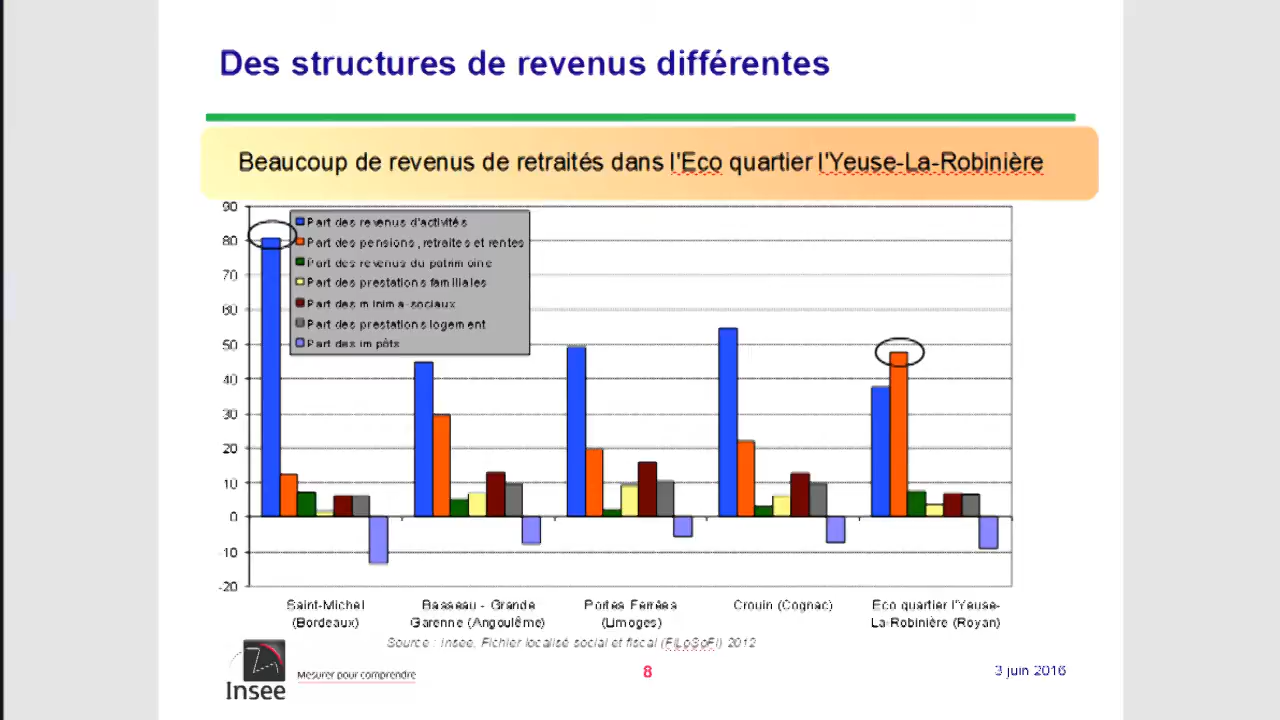 Des structures de revenus différentes
Beaucoup de revenus de retraités dans l'Eco quartier l'Yeuse-La-Robinière
90
80
70
60
50
40
30
20
10
0
-10
-20
Part des revenus d'activités
Part des pensions, retraites et rentes
Part des revenus du patrimoine
Part des prestations familiales
Part des minima-sociaux
Part des prestations logement
Part des impôts
Saint-Michel
(Bordeaux)
Basseau - Grande
Garenne (Angoulême)
Portes Ferrées
(Limoges)
Crouin (Cognac)
Eco quartier l'Yeuse-
La-Robinière (Royan)
Source : Insee, Fichier localisé social et fiscal (FiLoSoFi) 2012
Insee
Mesurer pour comprendre
8
3 juin 2016